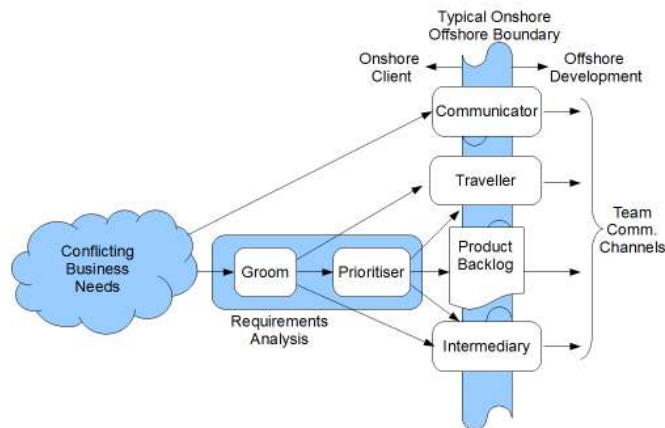 Typical Onshore
Offshore Boundary
Onshore
Client
Offshore
Development
Communicator
Traveller
Team
Comm.
Channels
Conflicting
Business
Needs
Groom
Prioritiser
Product
Backlog
Requirements
Analysis
Intermediary